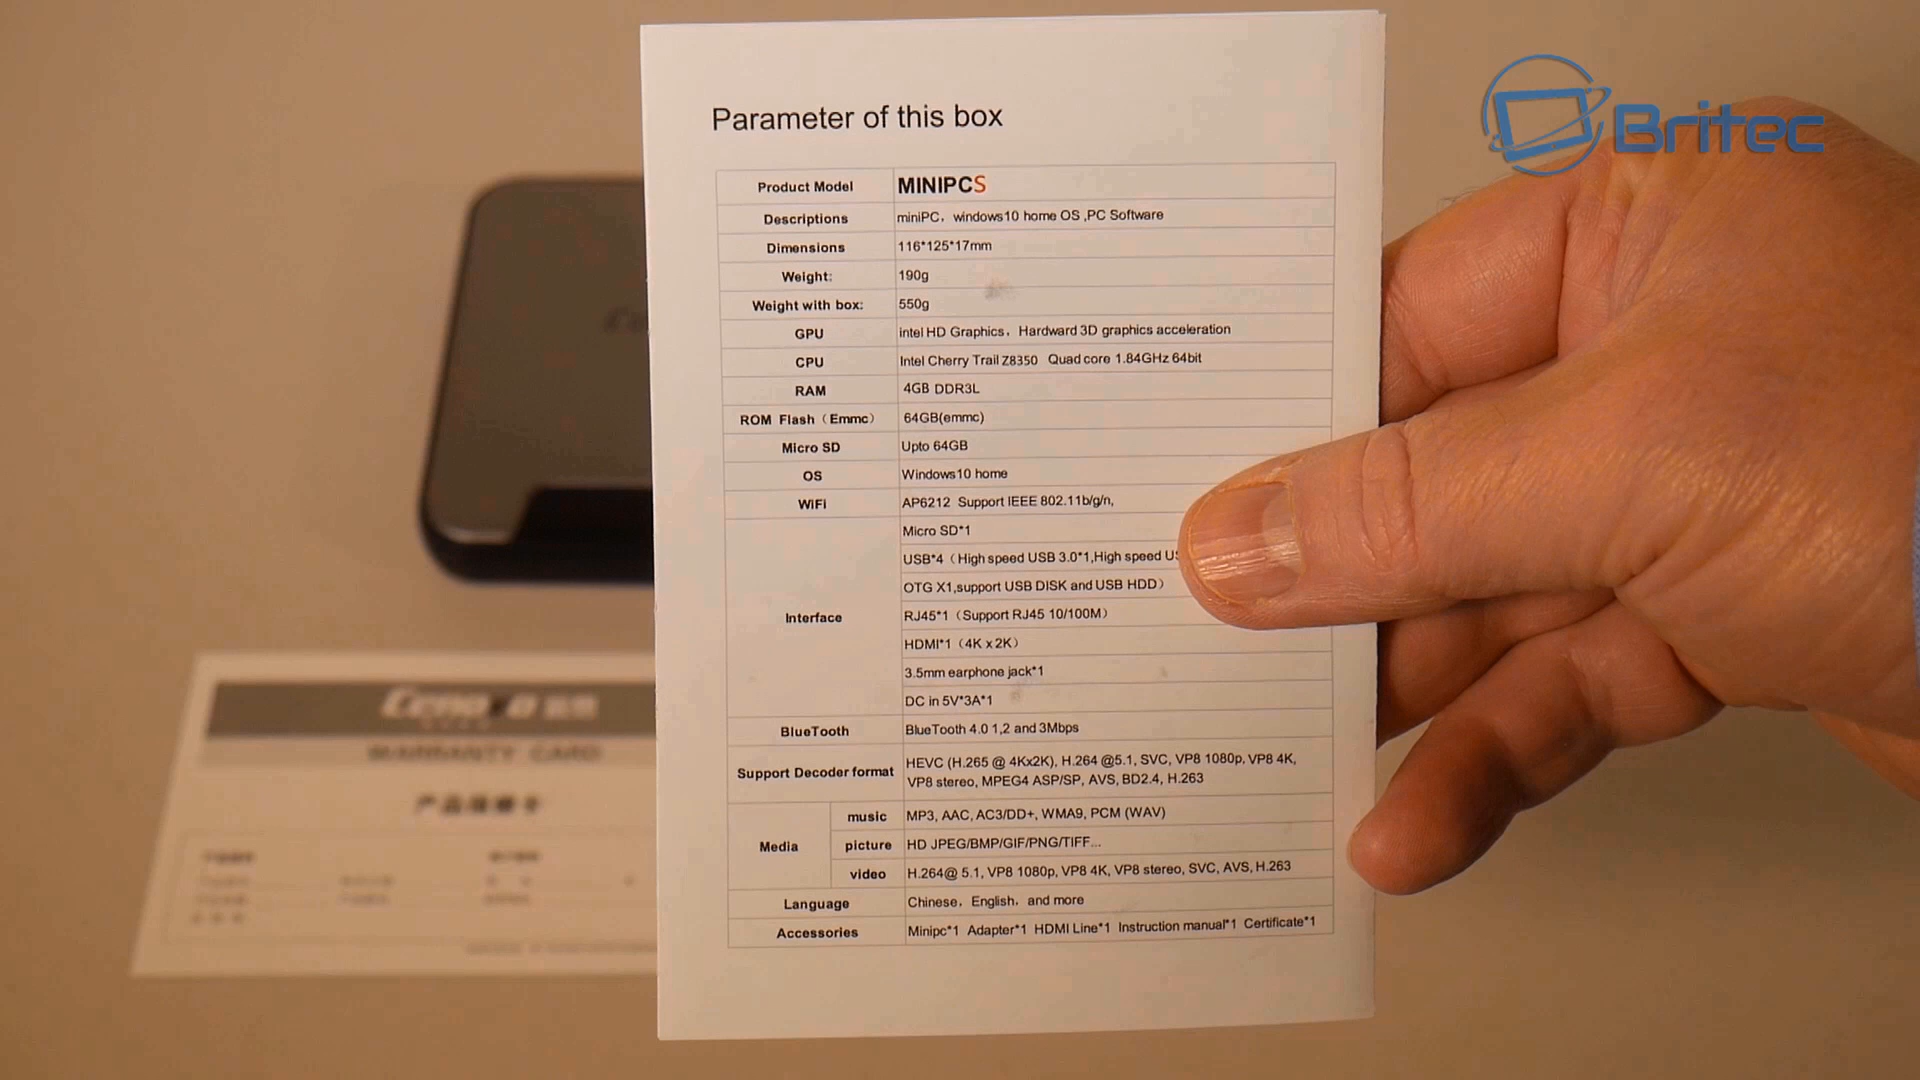 Britec
Parameter of this box
Product Model MINIPCS
Descriptions miniPC，windows10 home OS ,PC Software
Dimensions 116*125*17mm
Weight: 190g
Weight with box: 550g
GPU intel HD Graphics，Hardward 3D graphics acceleration
CPU Intel Cherry Trail Z8350 Quad core 1.84GHz 64bit
RAM 4GB DDR3L
ROM Flash（Emmc） 64GB(emmc)
Micro SD Upto 64GB
OS Windows10 home
WiFi AP6212 Support IEEE 802.11b/g/n,
Interface
Micro SD*1
USB*4（High speed USB 3.0*1,High speed
OTG X1,support USB DISK and USB HDD）
RJ45*1（Support RJ45 10/100M）
HDMI*1（4K x 2K）
3.5mm earphone jack*1
DC in 5V*3A*1
BlueTooth BlueTooth 4.0 1,2 and 3Mbps
Support Decoder format HEVC (H.265 @ 4Kx2K), H.264 @5.1, SVC, VP8 1080p, VP8 4K,
VP8 stereo, MPEG4 ASP/SP, AVS, BD2.4, H.263
Media
music MP3, AAC, AC3/DD+, WMA9, PCM (WAV)
picture HD JPEG/BMP/GIF/PNG/TIFF...
video H.264@ 5.1, VP8 1080p, VP8 4K, VP8 stereo, SVC, AVS, H.263
Language Chinese，English，and more
Accessories Minipc*1 Adapter*1 HDMI Line*1 Instruction manual*1 Certificate*1
WARRANTY CARD